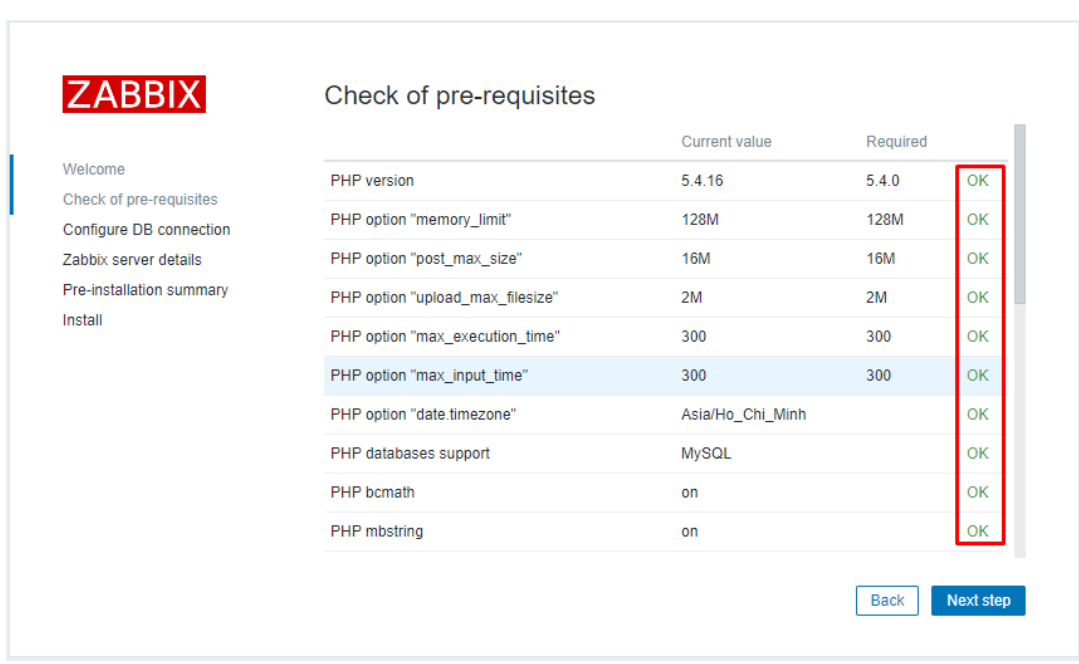 ZABBIX
Check of pre-requisites
Current value Required
Welcome
Check of pre-requisites
Configure DB connection
Zabbix server details
Pre-installation summary
Install
PHP version 5.4.16 5.4.0 OK
PHP option "memory_limit" 128M 128M OK
PHP option "post_max_size" 16M 16M OK
PHP option "upload_max_filesize" 2M 2M OK
PHP option "max_execution_time" 300 300 OK
PHP option "max_input_time" 300 300 OK
PHP option "date.timezone" Asia/Ho_Chi_Minh OK
PHP databases support MySQL OK
PHP bcmath on OK
PHP mbstring on OK
Back Next step